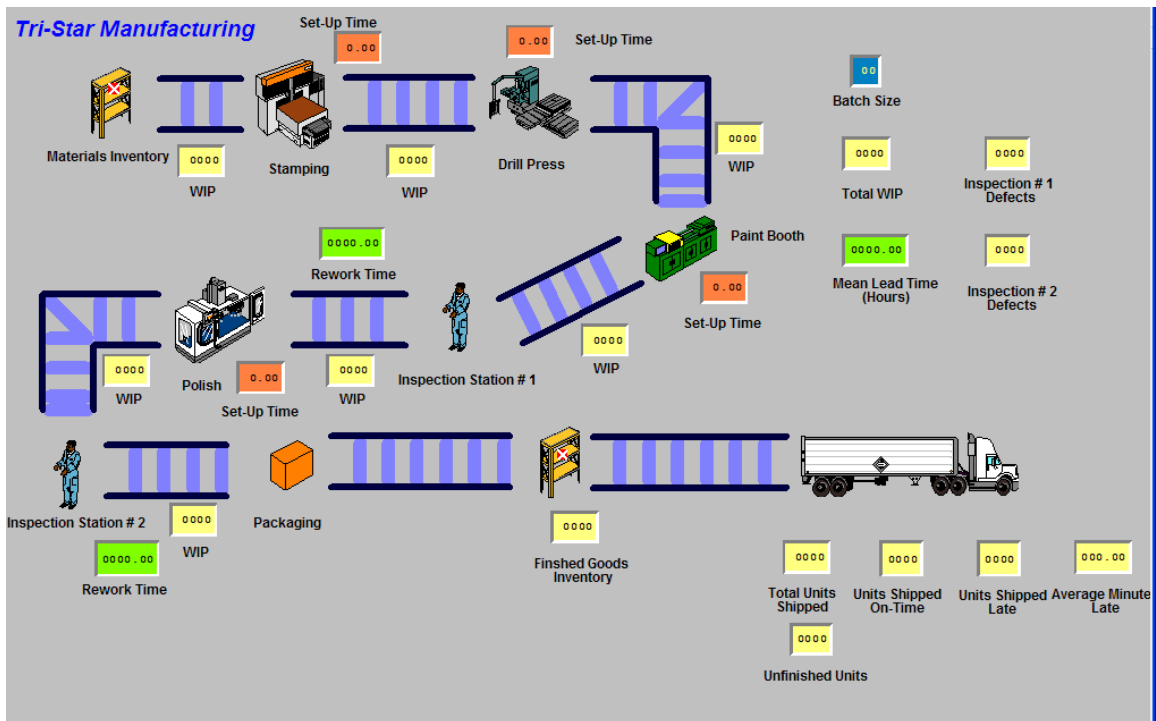 Tri-Star Manufacturing
Set-Up Time
0.00
0.00
Set-Up Time
00
Batch Size
Materials Inventory
0000
WIP
Stamping
0000
WIP
Drill Press
0000
WIP
0000
Total WIP
0000
Inspection # 1
Defects
0000.00
Rework Time
Paint Booth
0.00
Set-Up Time
0000.00
Mean Lead Time
(Hours)
0000
Inspection # 2
Defects
0000
WIP
Polish
0.00
Set-Up Time
0000
WIP
Inspection Station # 1
0000
WIP
Inspection Station # 2
0000.00
Rework Time
0000
WIP
Packaging
0000
Finshed Goods
Inventory
0000
Total Units
Shipped
0000
Units Shipped
On-Time
0000
Units Shipped
Late
000.00
Average Minute
Late
0000
Unfinished Units